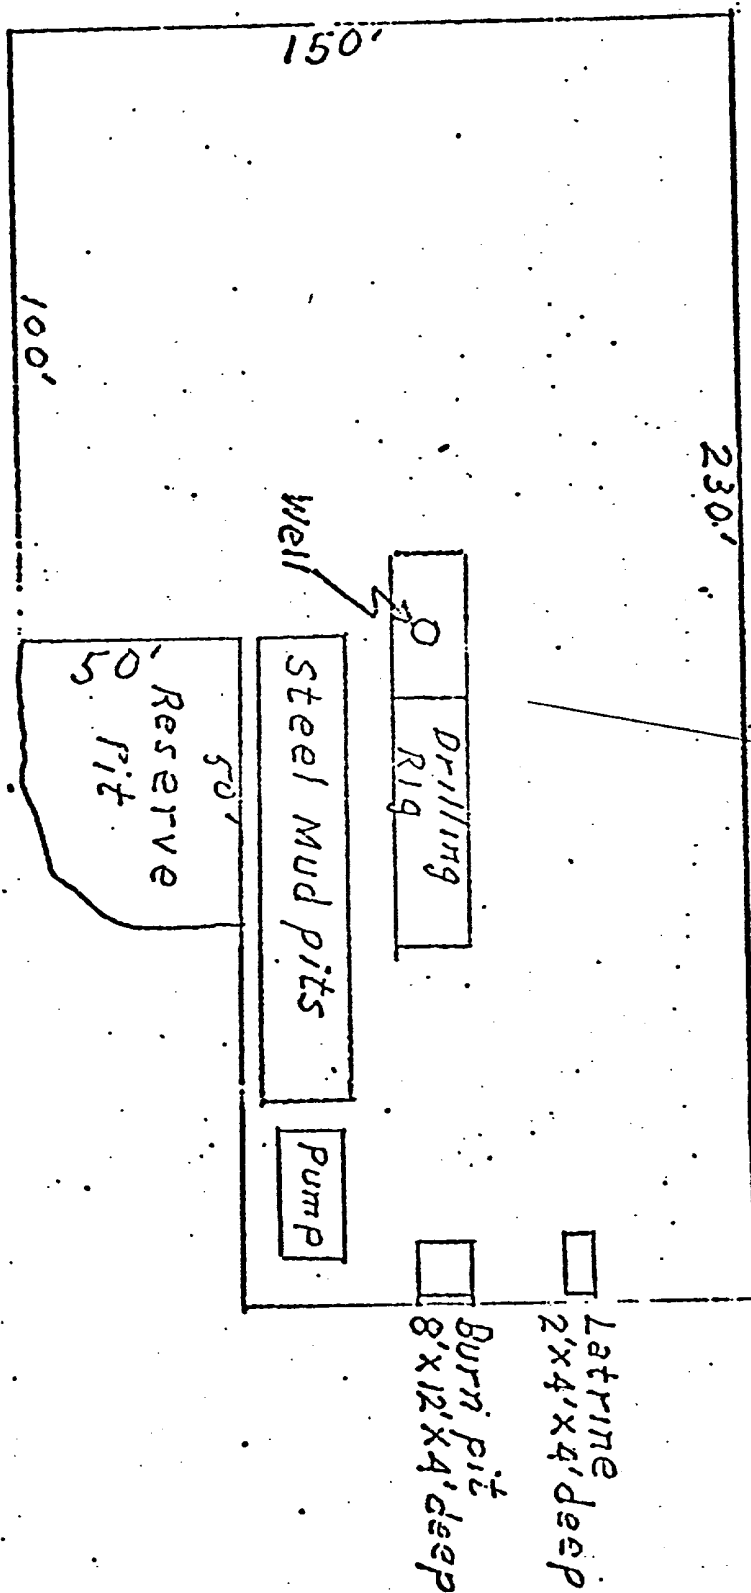 150'
230'
100'
Well
Drilling
Rig
Steel Mud pits
50'
50'
Reserve
Pit
Pump
Latrine
2'x4'x4' deep
Burn pit
8'x12'x4' deep